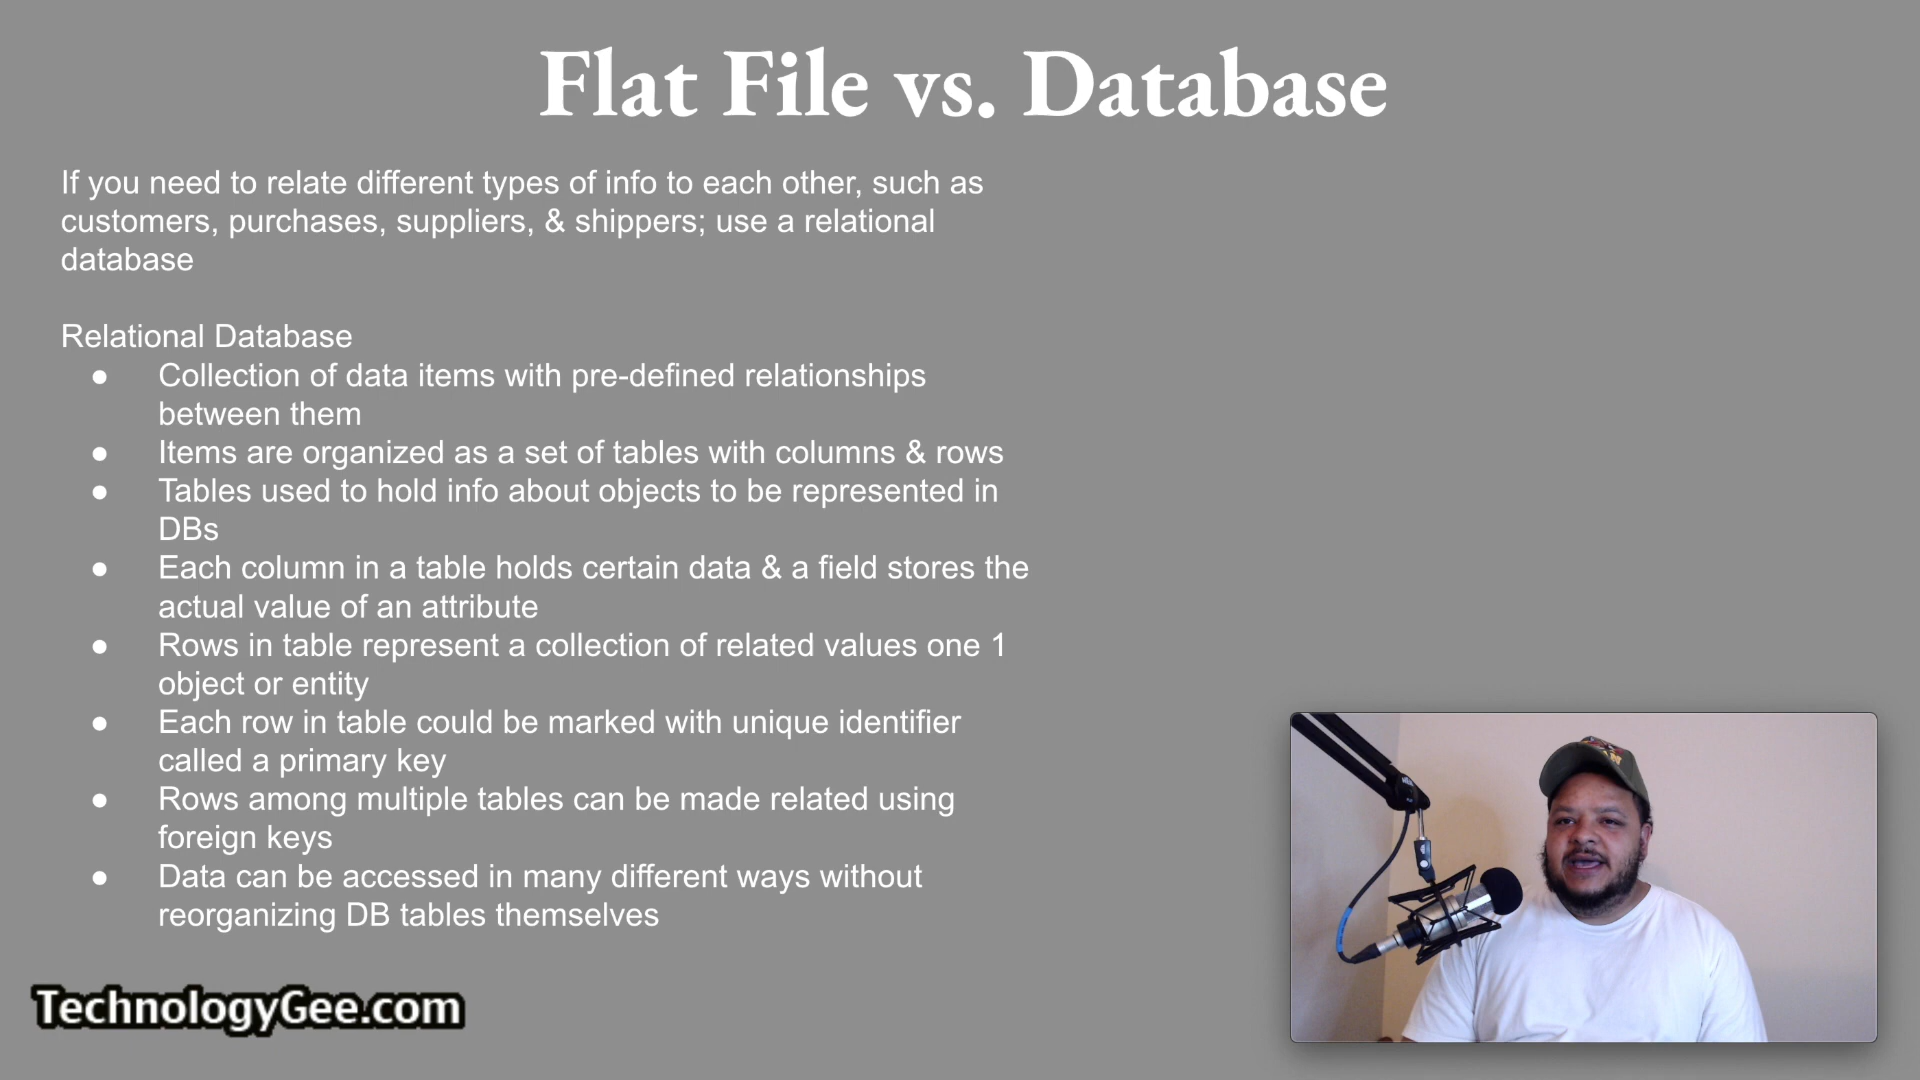 Flat File vs. Database
If you need to relate different types of info to each other, such as
customers, purchases, suppliers, & shippers; use a relational
database
Relational Database
● Collection of data items with pre-defined relationships
between them
● Items are organized as a set of tables with columns & rows
● Tables used to hold info about objects to be represented in
DBs
● Each column in a table holds certain data & a field stores the
actual value of an attribute
● Rows in table represent a collection of related values one 1
object or entity
● Each row in table could be marked with unique identifier
called a primary key
● Rows among multiple tables can be made related using
foreign keys
● Data can be accessed in many different ways without
reorganizing DB tables themselves
TechnologyGee.com